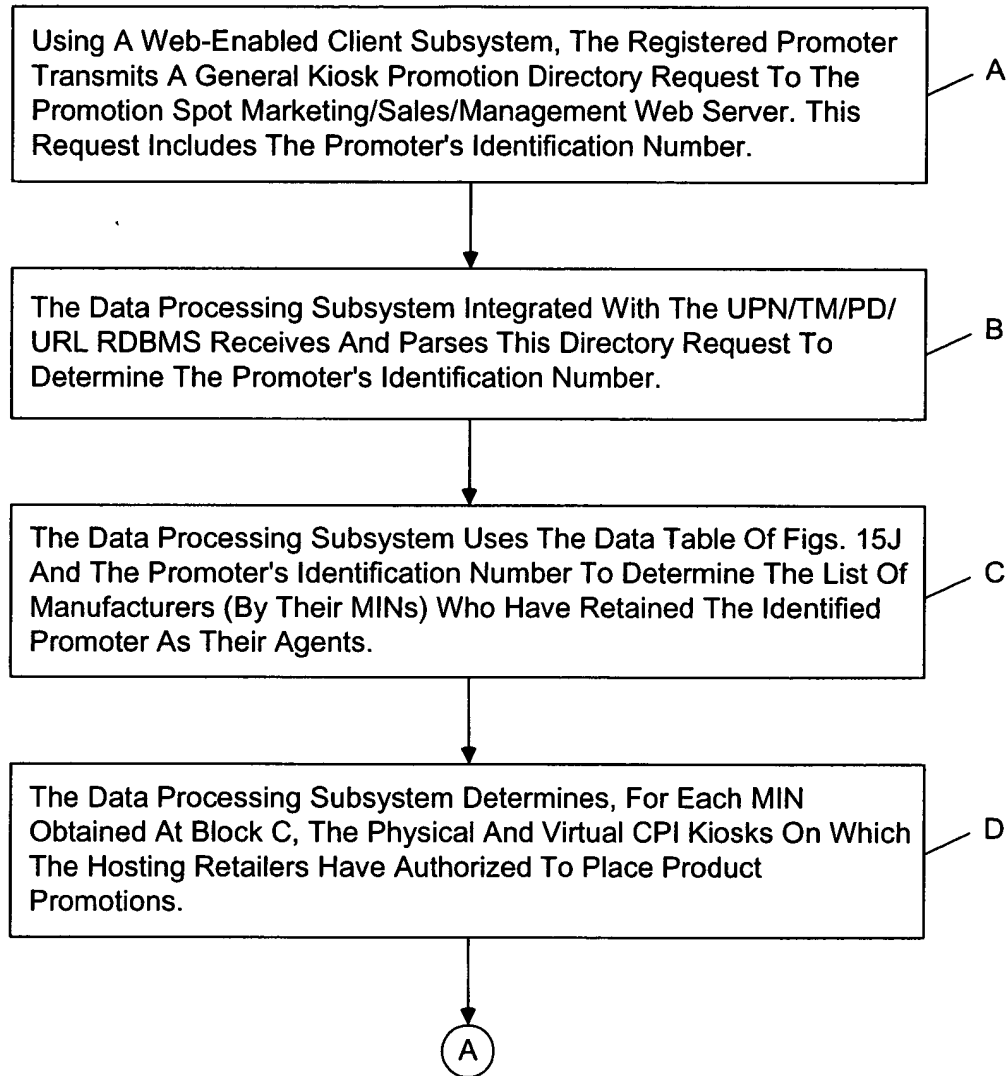 Using A Web-Enabled Client Subsystem, The Registered Promoter
Transmits A General Kiosk Promotion Directory Request To The
Promotion Spot Marketing/Sales/Management Web Server. This
Request Includes The Promoter's Identification Number.
A
The Data Processing Subsystem Integrated With The UPN/TM/PD/
URL RDBMS Receives And Parses This Directory Request To
Determine The Promoter's Identification Number.
B
The Data Processing Subsystem Uses The Data Table Of Figs. 15J
And The Promoter's Identification Number To Determine The List Of
Manufacturers (By Their MINs) Who Have Retained The Identified
Promoter As Their Agents.
C
The Data Processing Subsystem Determines, For Each MIN
Obtained At Block C, The Physical And Virtual CPI Kiosks On Which
The Hosting Retailers Have Authorized To Place Product
Promotions.
D
A